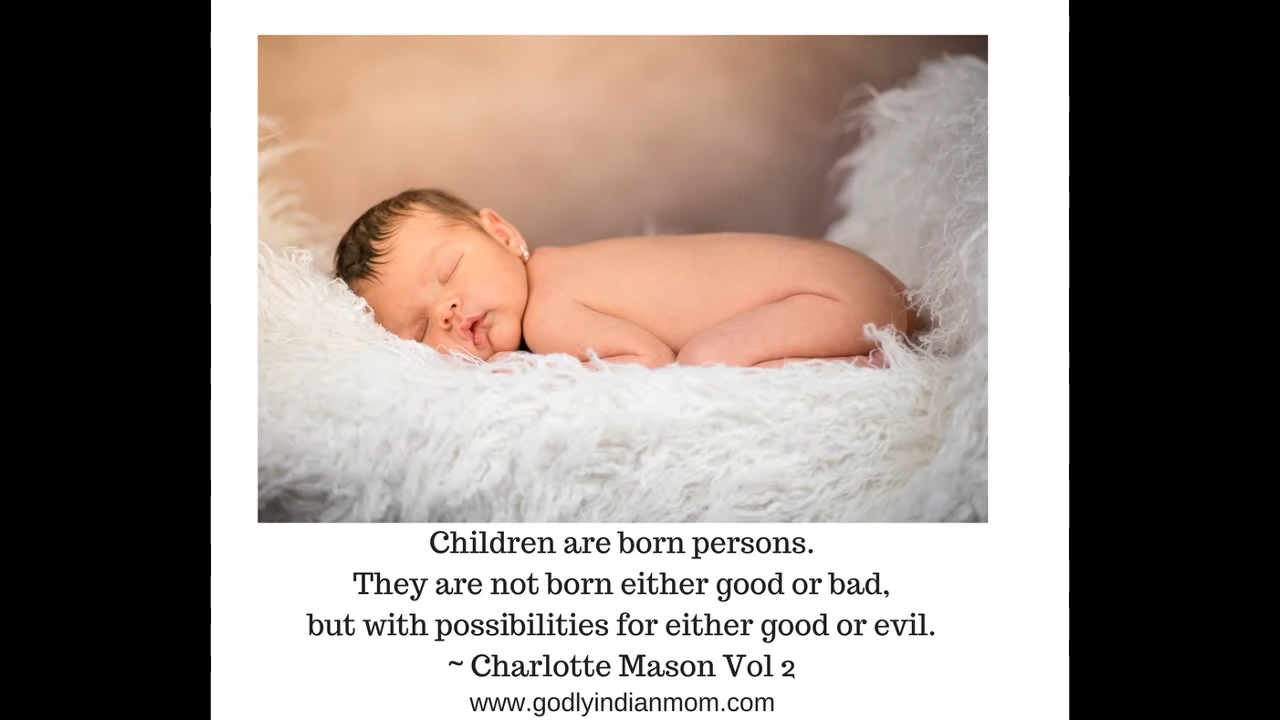 Children are born persons.
They are not born either good or bad,
but with possibilities for either good or evil.
~ Charlotte Mason Vol 2
www.godlyindianmom.com